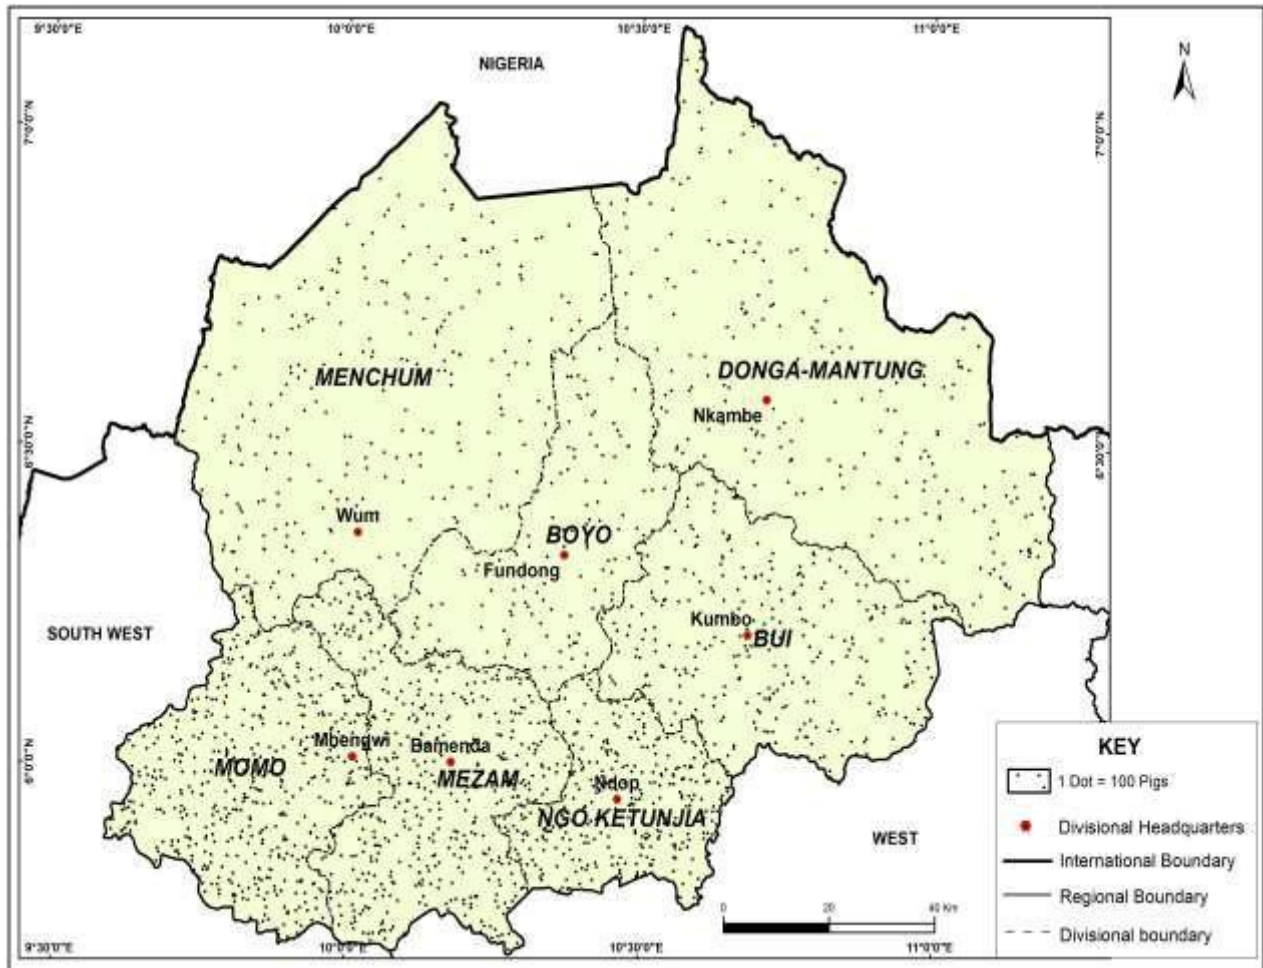 9°30'0"E 10°0'0"E 10°30'0"E 11°0'0"E
NIGERIA
N
7°0'0"N 7°0'0"N
MENCHUM
DONGA-MANTUNG
Nkambe
6°30'0"N 6°30'0"N
Wum
BOYO
Fundong
SOUTH WEST
Kumbo
BUI
6°0'0"N
Mbengwi
Bamenda
MOMO
MEZAM
Ndop
NGO KETUNJIA
WEST
KEY
1 Dot = 100 Pigs
Divisional Headquarters
International Boundary
Regional Boundary
Divisional boundary
0 20 40 Km
9°30'0"E 10°0'0"E 10°30'0"E 11°0'0"E